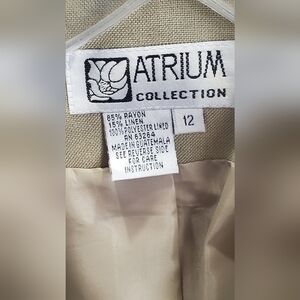 ATRIUM
COLLECTION
85% RAYON
15% LINEN
100% POLYESTER LINED
RN 63284
MADE IN GUATEMALA
SEE REVERSE SIDE
FOR CARE
INSTRUCTION
12